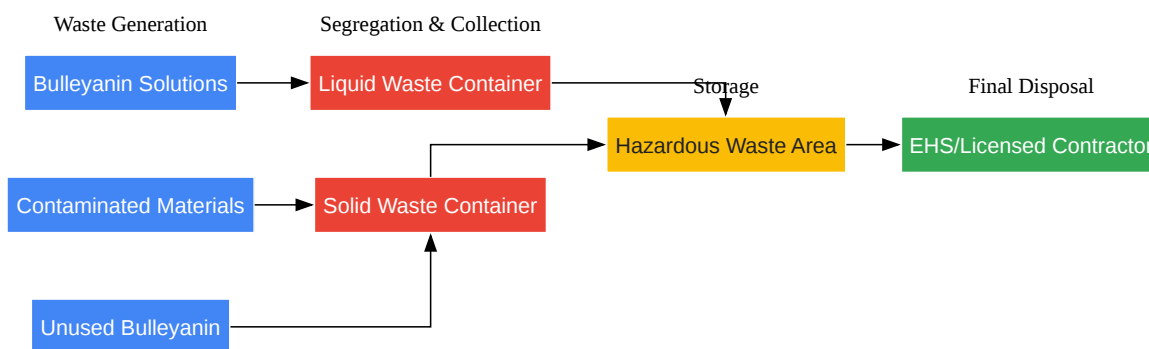 Waste Generation
Segregation & Collection
Bulleyanin Solutions
Liquid Waste Container
Storage
Final Disposal
Hazardous Waste Area
EHS/Licensed Contractor
Contaminated Materials
Solid Waste Container
Unused Bulleyanin